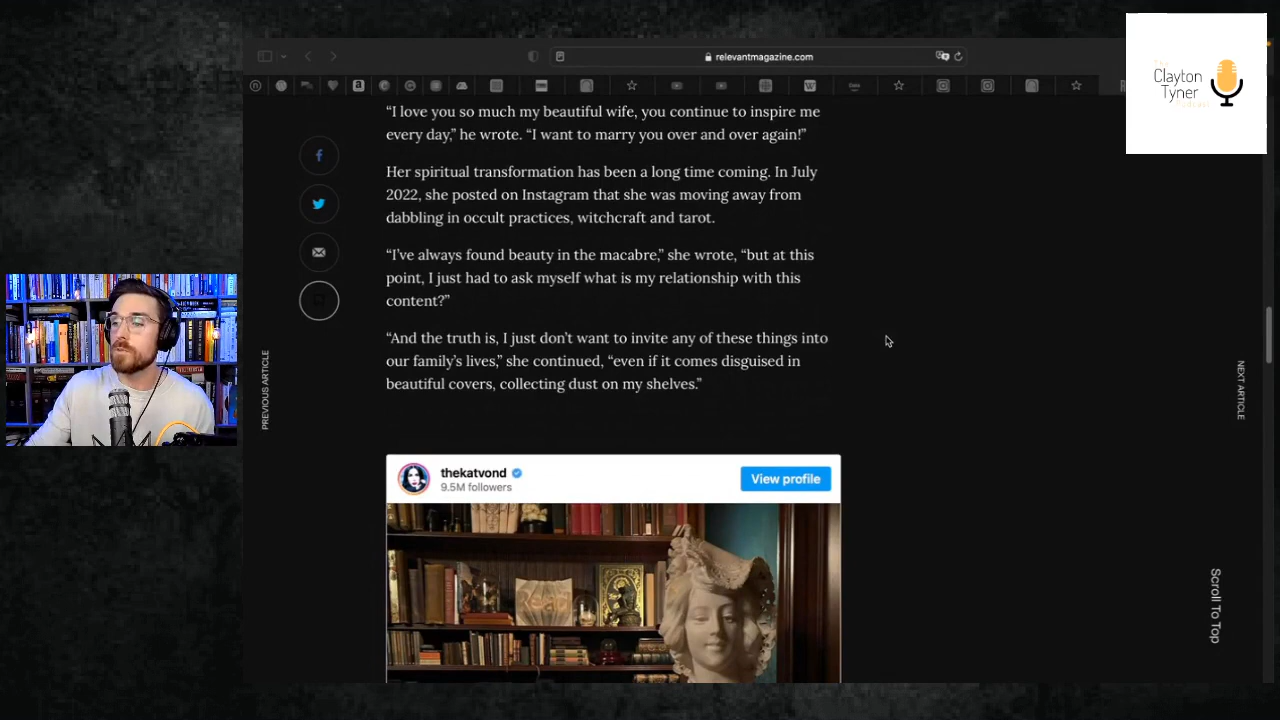 relevantmagazine.com
The
Clayton
Tyner
Podcast
“I love you so much my beautiful wife, you continue to inspire me
every day,” he wrote. “I want to marry you over and over again!”
Her spiritual transformation has been a long time coming. In July
2022, she posted on Instagram that she was moving away from
dabbling in occult practices, witchcraft and tarot.
“I’ve always found beauty in the macabre,” she wrote, “but at this
point, I just had to ask myself what is my relationship with this
content?”
“And the truth is, I just don’t want to invite any of these things into
our family’s lives,” she continued, “even if it comes disguised in
beautiful covers, collecting dust on my shelves.”
PREVIOUS ARTICLE
NEXT ARTICLE
thekatvond
9.5M followers
View profile
Read
Scroll To Top